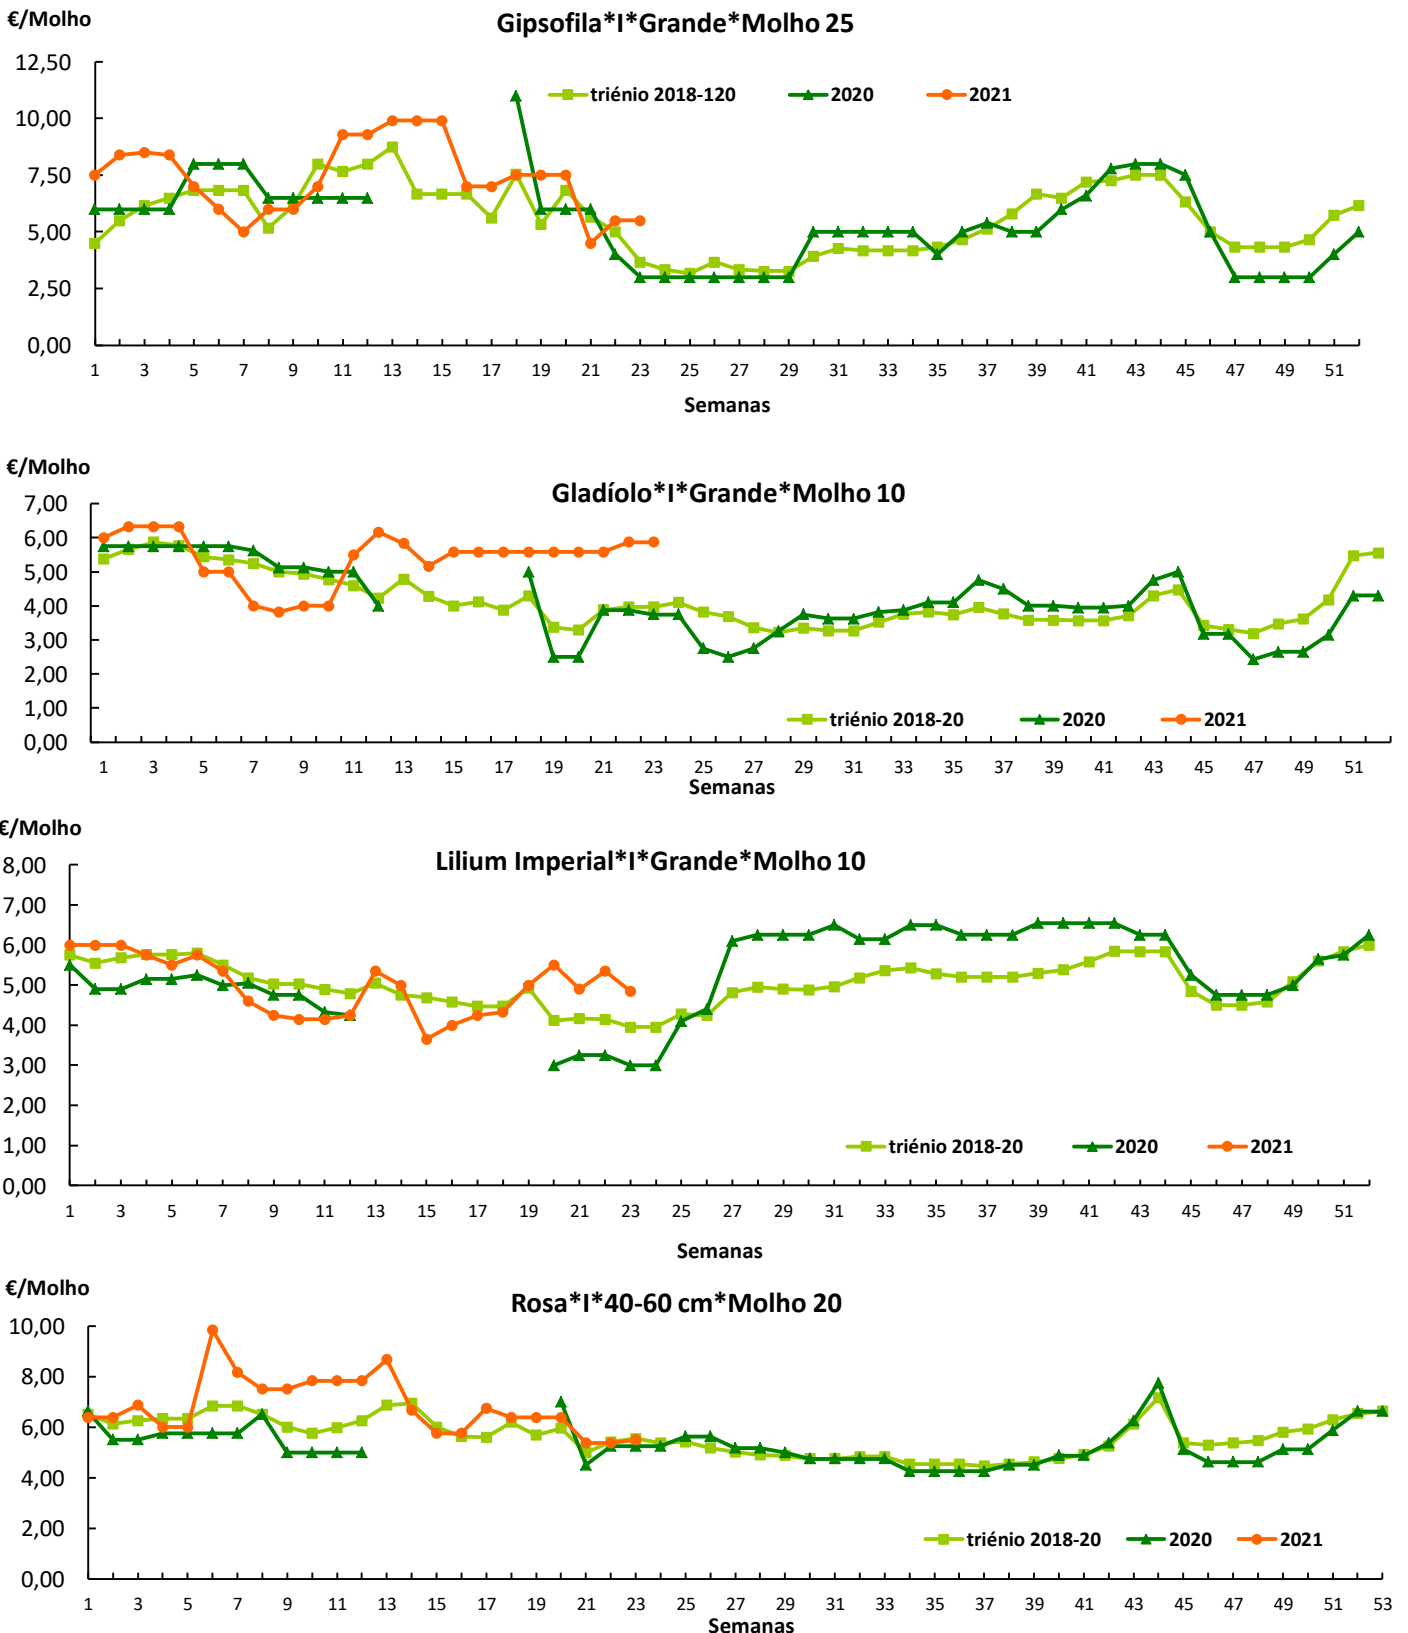 €/Molho
Gipsofila*I*Grande*Molho 25
12,50
triénio 2018-120 2020 2021
10,00
7,50
5,00
2,50
0,00
1 3 5 7 9 11 13 15 17 19 21 23 25 27 29 31 33 35 37 39 41 43 45 47 49 51
Semanas
€/Molho
Gladíolo*I*Grande*Molho 10
7,00
6,00
5,00
4,00
3,00
2,00
1,00
triénio 2018-20 2020 2021
0,00
1 3 5 7 9 11 13 15 17 19 21 23 25 27 29 31 33 35 37 39 41 43 45 47 49 51
Semanas
€/Molho
Lilium Imperial*I*Grande*Molho 10
8,00
7,00
6,00
5,00
4,00
3,00
2,00
1,00
triénio 2018-20 2020 2021
0,00
1 3 5 7 9 11 13 15 17 19 21 23 25 27 29 31 33 35 37 39 41 43 45 47 49 51
Semanas
€/Molho
Rosa*I*40-60 cm*Molho 20
10,00
8,00
6,00
4,00
2,00
triénio 2018-20 2020 2021
0,00
1 3 5 7 9 11 13 15 17 19 21 23 25 27 29 31 33 35 37 39 41 43 45 47 49 51 53
Semanas